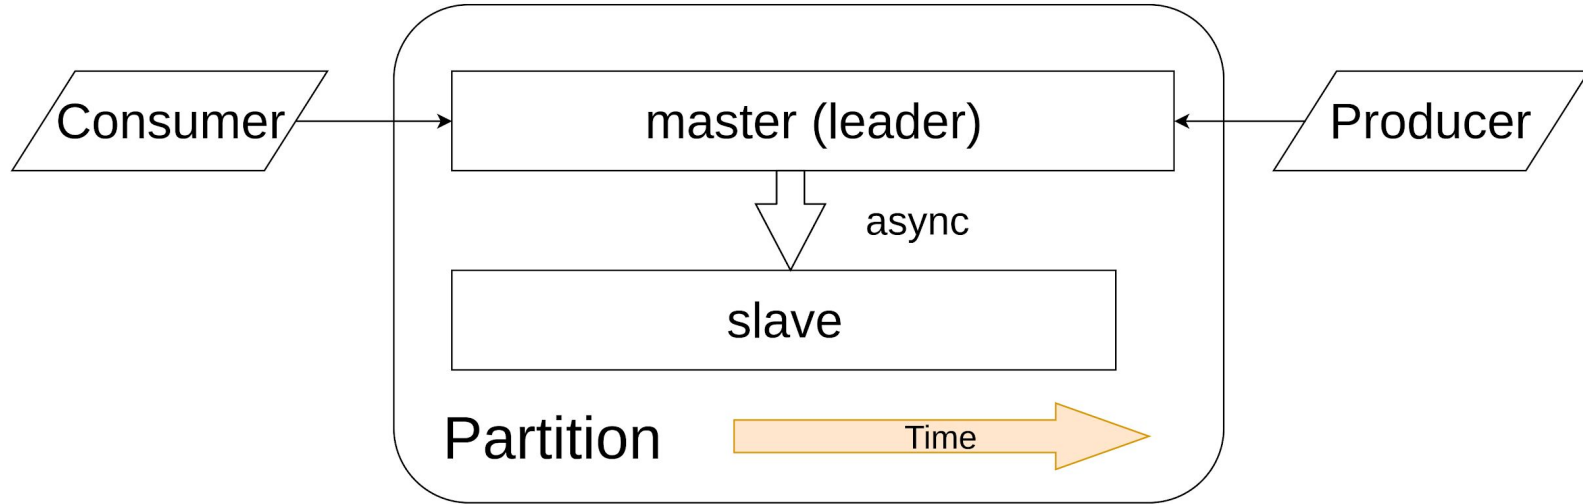 Consumer
master (leader)
Producer
async
slave
Partition
Time